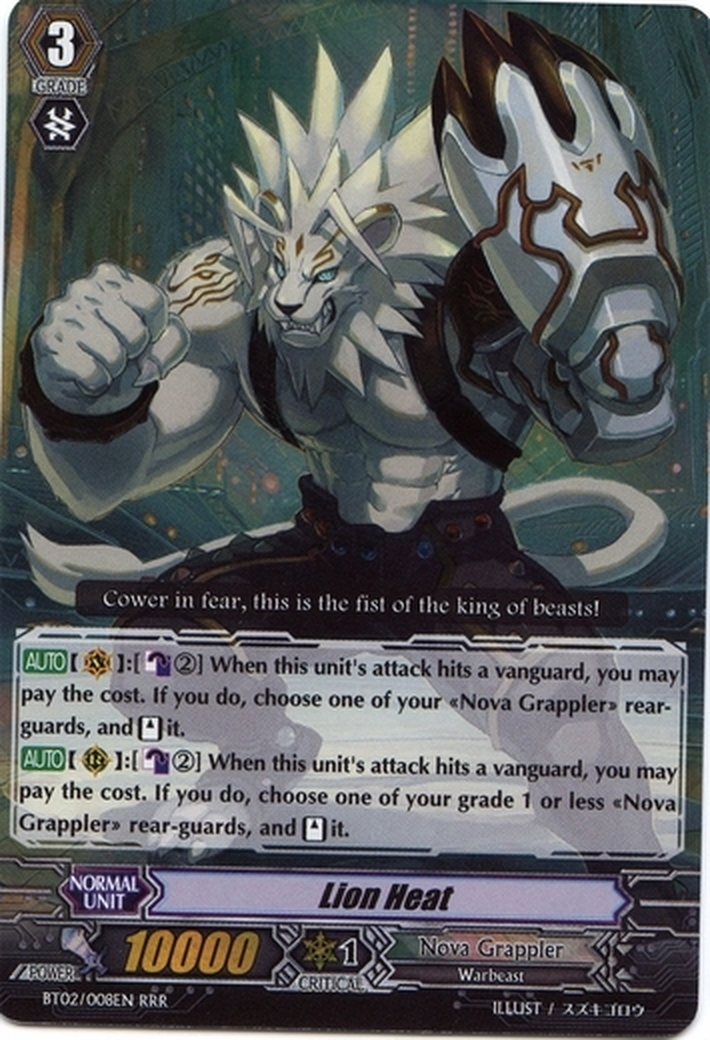 3
GRADE
Cower in fear, this is the fist of the king of beasts!
AUTO【 】:[ ②] When this unit's attack hits a vanguard, you may
pay the cost. If you do, choose one of your «Nova Grappler» rear-
guards, and it.
AUTO【 】:[ ②] When this unit's attack hits a vanguard, you may
pay the cost. If you do, choose one of your grade 1 or less «Nova
Grappler» rear-guards, and it.
NORMAL
UNIT
Lion Heat
POWER 10000 1 CRITICAL
Nova Grappler
Warbeast
BT02/008EN RRR
ILLUST / スズキゴロウ